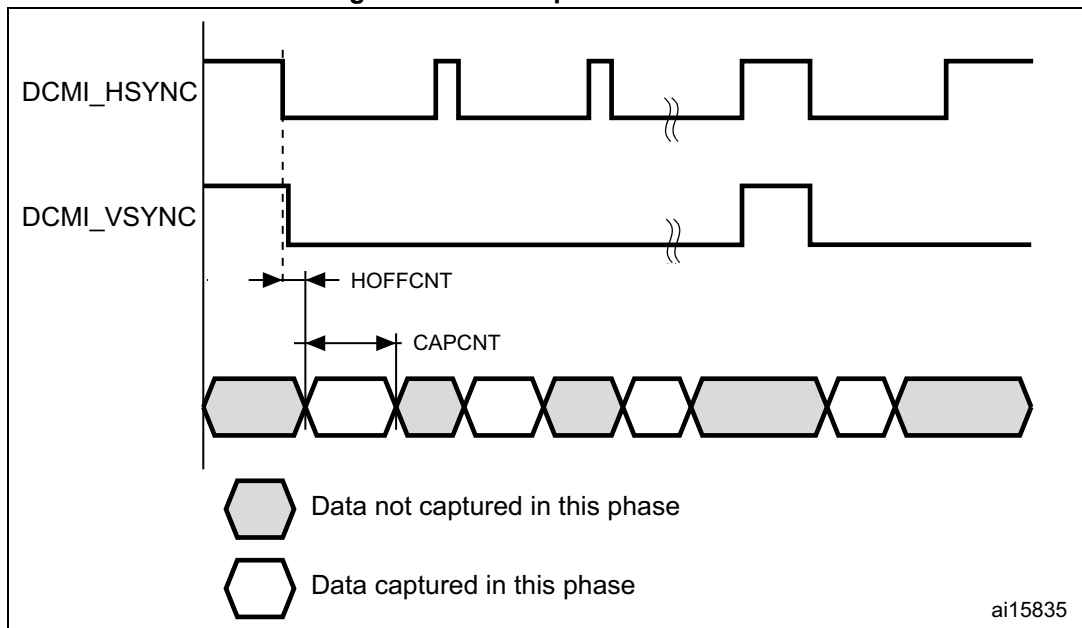 DCMI_HSYNC
DCMI_VSYNC
HOFFCNT
CAPCNT
Data not captured in this phase
Data captured in this phase
ai15835